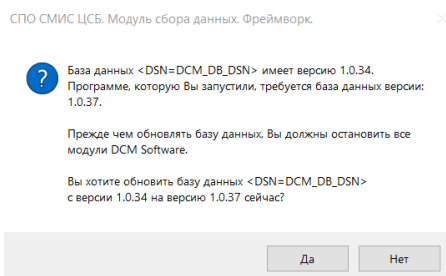 СПО СМИС ЦСБ. Модуль сбора данных. Фреймворк.
База данных <DSN=DCM_DB_DSN> имеет версию 1.0.34.
Программе, которую Вы запустили, требуется база данных версии:
1.0.37.
Прежде чем обновлять базу данных, Вы должны остановить все
модули DCM Software.
Вы хотите обновить базу данных <DSN=DCM_DB_DSN>
с версии 1.0.34 на версию 1.0.37 сейчас?
Да
Нет